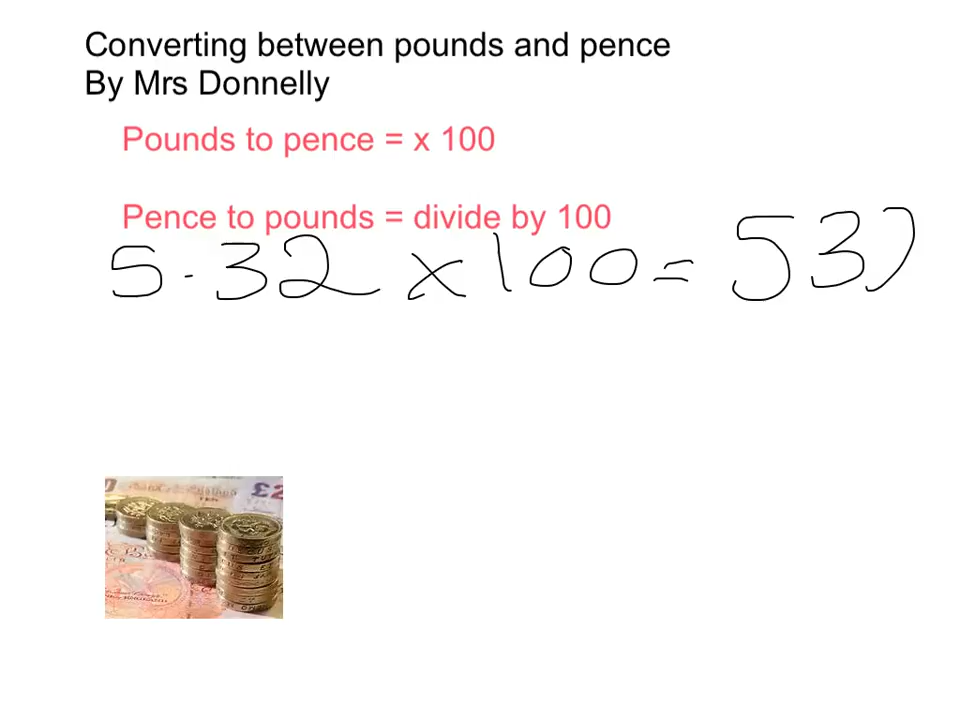 Converting between pounds and pence
By Mrs Donnelly
Pounds to pence = x 100
Pence to pounds = divide by 100
5.32 x 100 = 53
£2